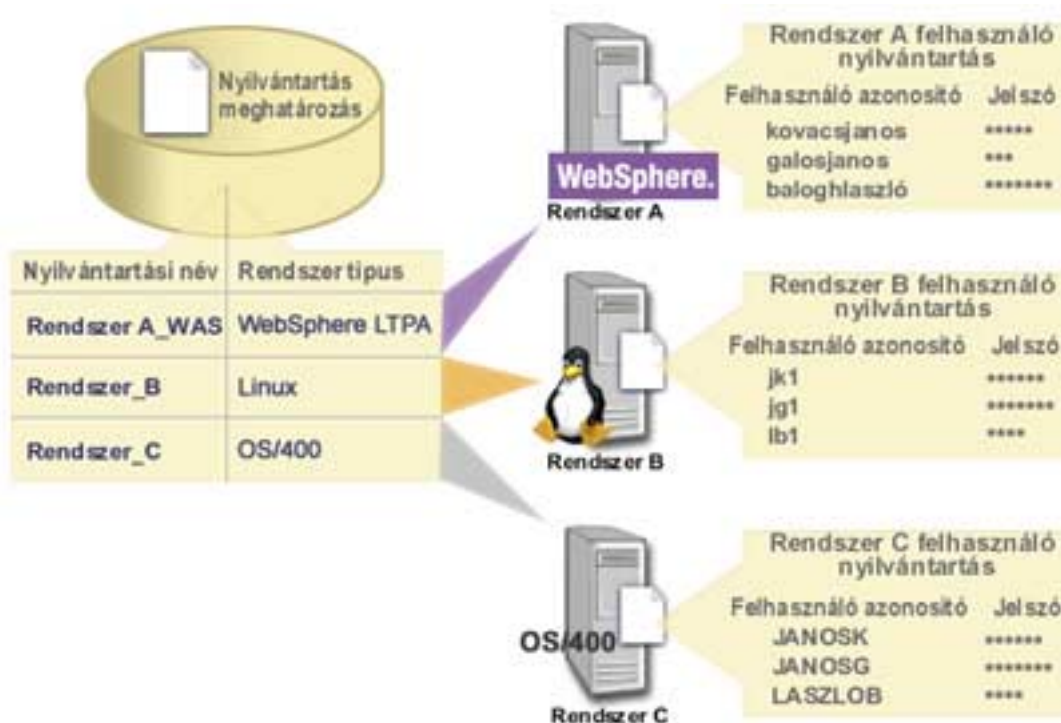 Nyilvántartás
meghatározás
Nyilvántartási név Rendszer típus
Rendszer A_WAS WebSphere LTPA
Rendszer_B Linux
Rendszer_C OS/400
WebSphere.
Rendszer A
Rendszer A felhasználó
nyilvántartás
Felhasználó azonosító Jelszó
kovacsjanos *****
galosjanos ***
baloghlaszló *******
Rendszer B
Rendszer B felhasználó
nyilvántartás
Felhasználó azonosító Jelszó
jk1 ******
jg1 *******
lb1 ****
OS/400
Rendszer C
Rendszer C felhasználó
nyilvántartás
Felhasználó azonosító Jelszó
JANOSK ******
JANOSG *******
LASZLOB ****